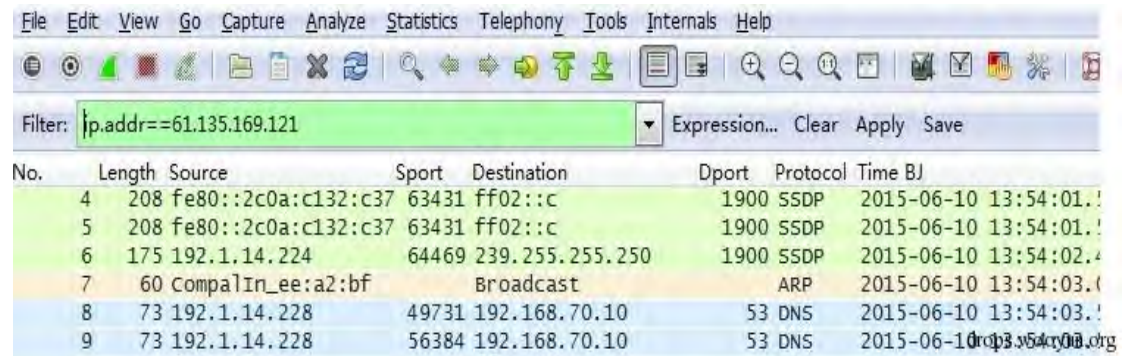 File Edit View Go Capture Analyze Statistics Telephony Tools Internals Help
Filter: ip.addr==61.135.169.121 Expression... Clear Apply Save
No. Length Source Sport Destination Dport Protocol Time BJ
4 208 fe80::2c0a:c132:c37 63431 ff02::c 1900 SSDP 2015-06-10 13:54:01.
5 208 fe80::2c0a:c132:c37 63431 ff02::c 1900 SSDP 2015-06-10 13:54:01.
6 175 192.1.14.224 64469 239.255.255.250 1900 SSDP 2015-06-10 13:54:02.
7 60 CompalIn_ee:a2:bf Broadcast ARP 2015-06-10 13:54:03.
8 73 192.1.14.228 49731 192.168.70.10 53 DNS 2015-06-10 13:54:03.
9 73 192.1.14.228 56384 192.168.70.10 53 DNS 2015-06-10